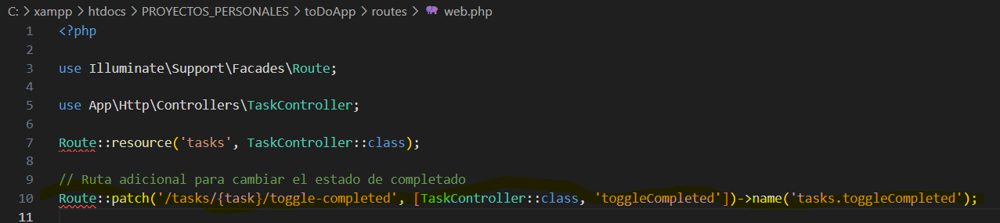 C: > xampp > htdocs > PROYECTOS_PERSONALES > toDoApp > routes > web.php
1 <?php
2
3 use Illuminate\Support\Facades\Route;
4
5 use App\Http\Controllers\TaskController;
6
7 Route::resource('tasks', TaskController::class);
8
9 // Ruta adicional para cambiar el estado de completado
10 Route::patch('/tasks/{task}/toggle-completed', [TaskController::class, 'toggleCompleted'])->name('tasks.toggleCompleted');
11